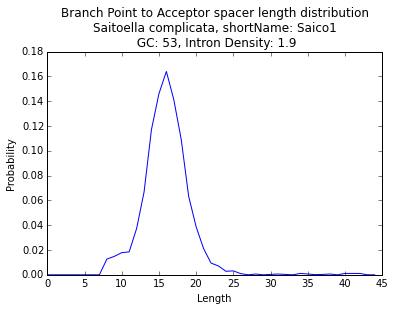 Branch Point to Acceptor spacer length distribution
Saitoella complicata, shortName: Saico1
GC: 53, Intron Density: 1.9
0.18
0.16
0.14
0.12
0.10
0.08
0.06
0.04
0.02
0.00
Probability
0 5 10 15 20 25 30 35 40 45
Length